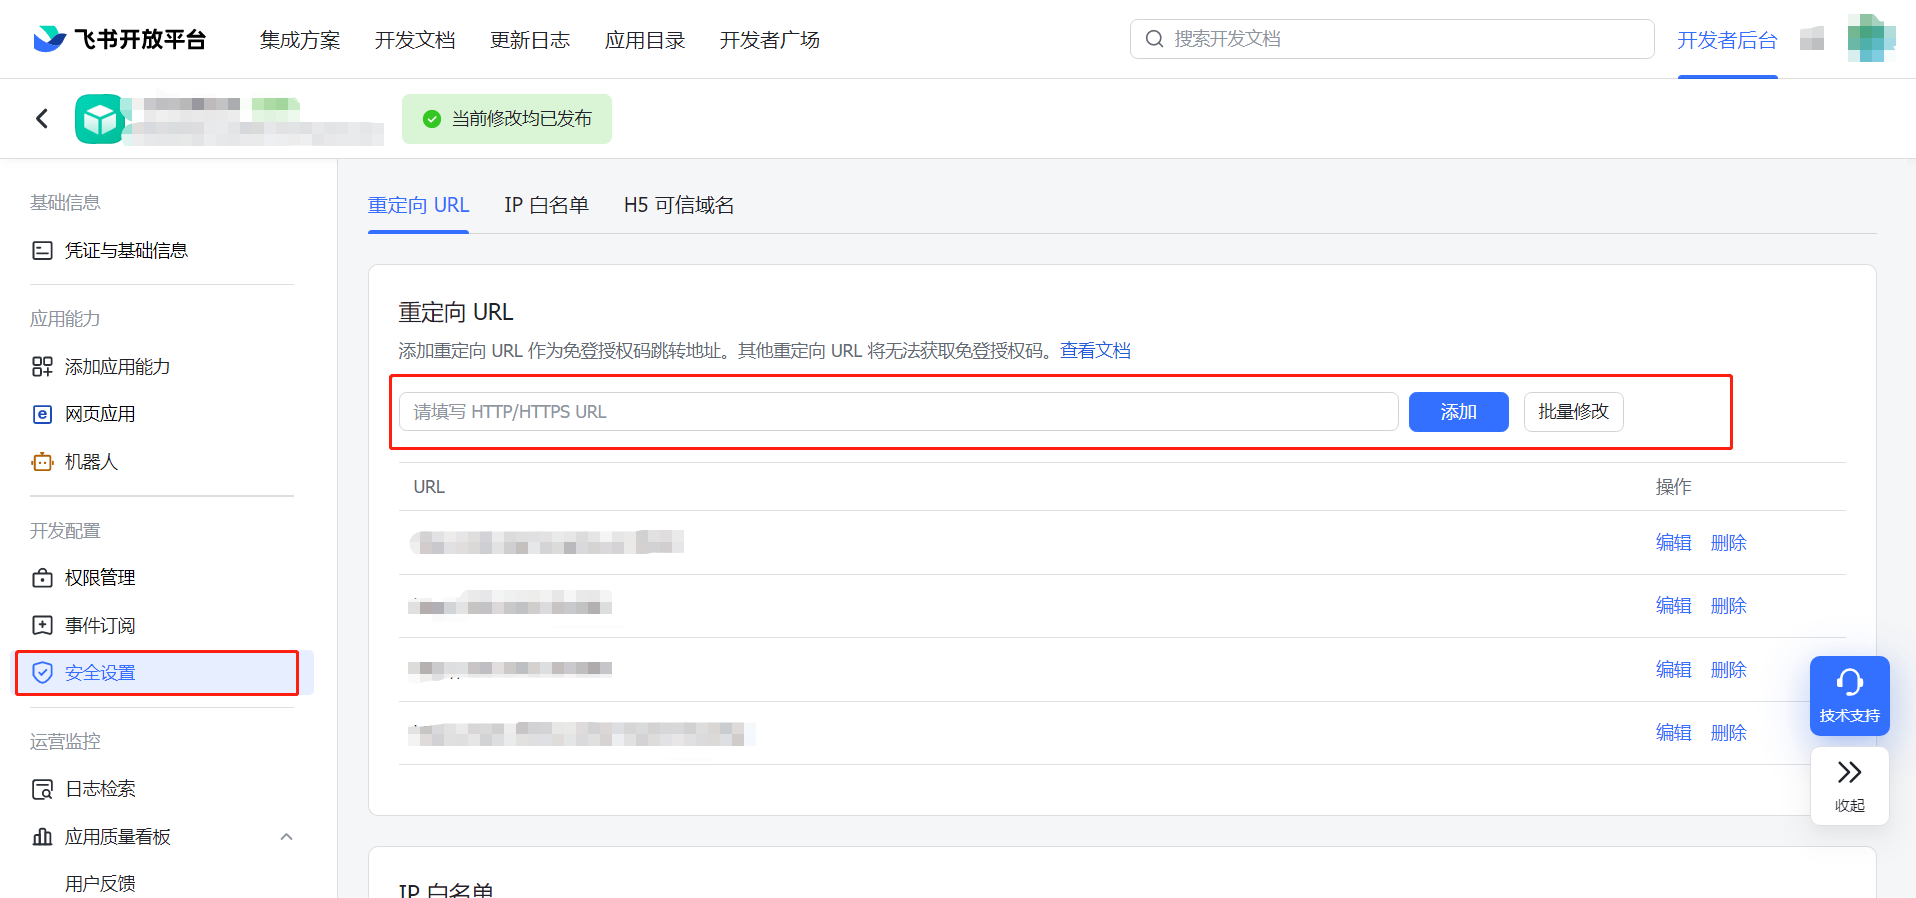 飞书开放平台
集成方案
开发文档
更新日志
应用目录
开发者广场
搜索开发文档
开发者后台
当前修改均已发布
基础信息
凭证与基础信息
应用能力
添加应用能力
网页应用
机器人
开发配置
权限管理
事件订阅
安全设置
运营监控
日志检索
应用质量看板
用户反馈
重定向 URL
IP 白名单
H5 可信域名
重定向 URL
添加重定向 URL 作为免登授权码跳转地址。其他重定向 URL 将无法获取免登授权码。查看文档
请填写 HTTP/HTTPS URL
添加
批量修改
URL
操作
编辑 删除
编辑 删除
编辑 删除
编辑 删除
技术支持
收起
IP 白名单